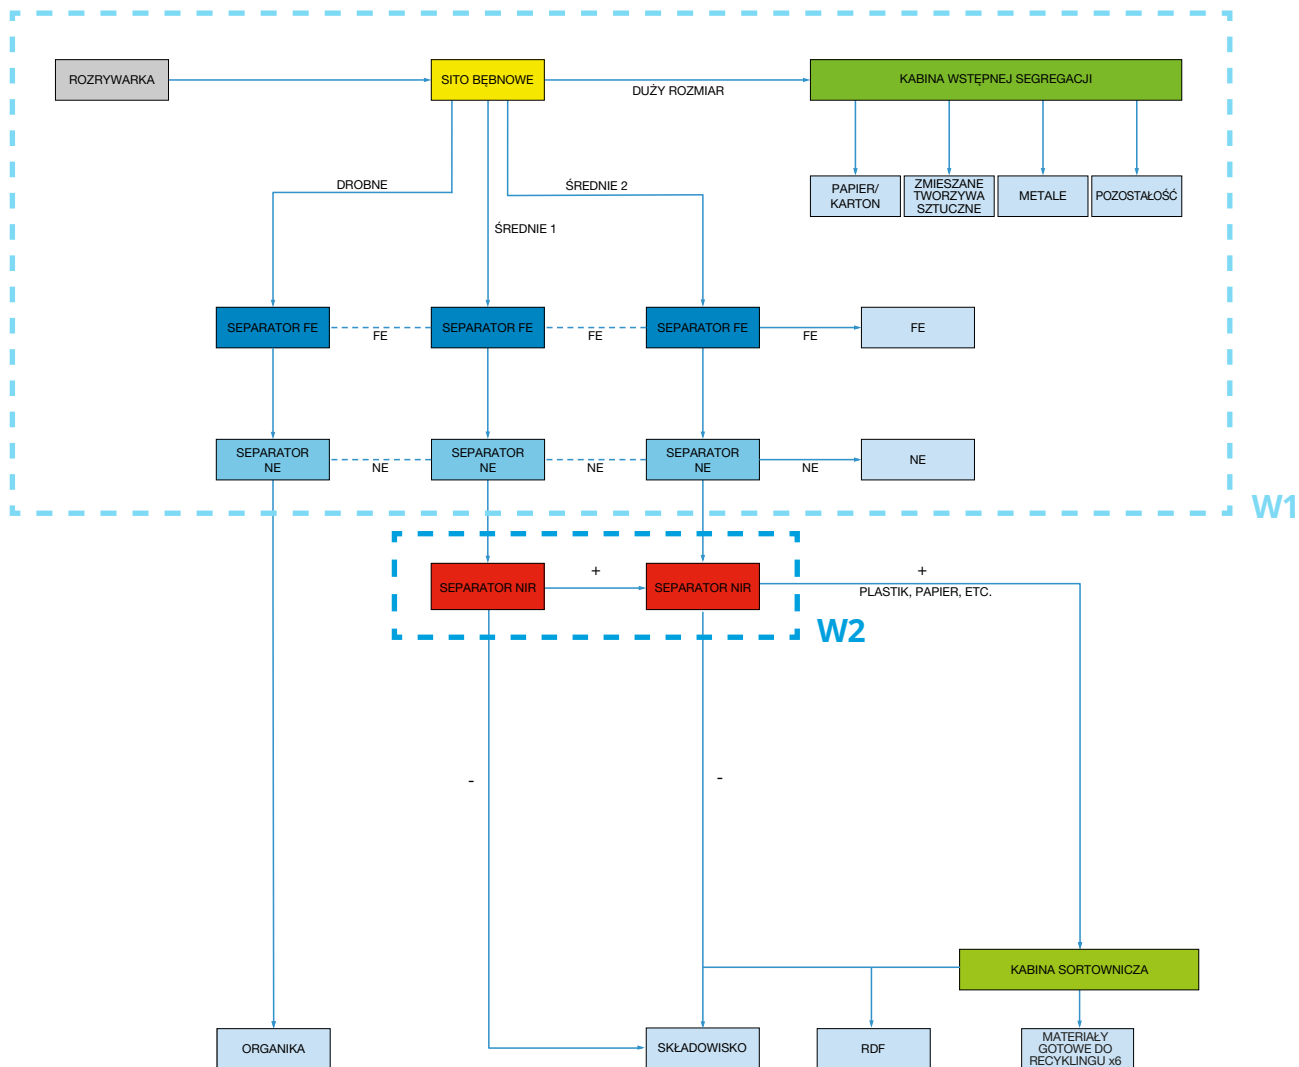 ROZRYWARKA
SITO BĘBNOWE
DUŻY ROZMIAR
KABINA WSTĘPNEJ SEGREGACJI
DROBNE
ŚREDNIE 2
ŚREDNIE 1
PAPIER/
KARTON
ZMIESZANE
TWORZYWA
SZTUCZNE
METALE
POZOSTAŁOŚĆ
SEPARATOR FE
FE
SEPARATOR FE
FE
SEPARATOR FE
FE
FE
SEPARATOR
NE
NE
SEPARATOR
NE
NE
SEPARATOR
NE
NE
NE
W1
SEPARATOR NIR
+
SEPARATOR NIR
+
PLASTIK, PAPIER, ETC.
W2
-
-
KABINA SORTOWNICZA
ORGANIKA
SKŁADOWISKO
RDF
MATERIAŁY
GOTOWE DO
RECYKLINGU x6